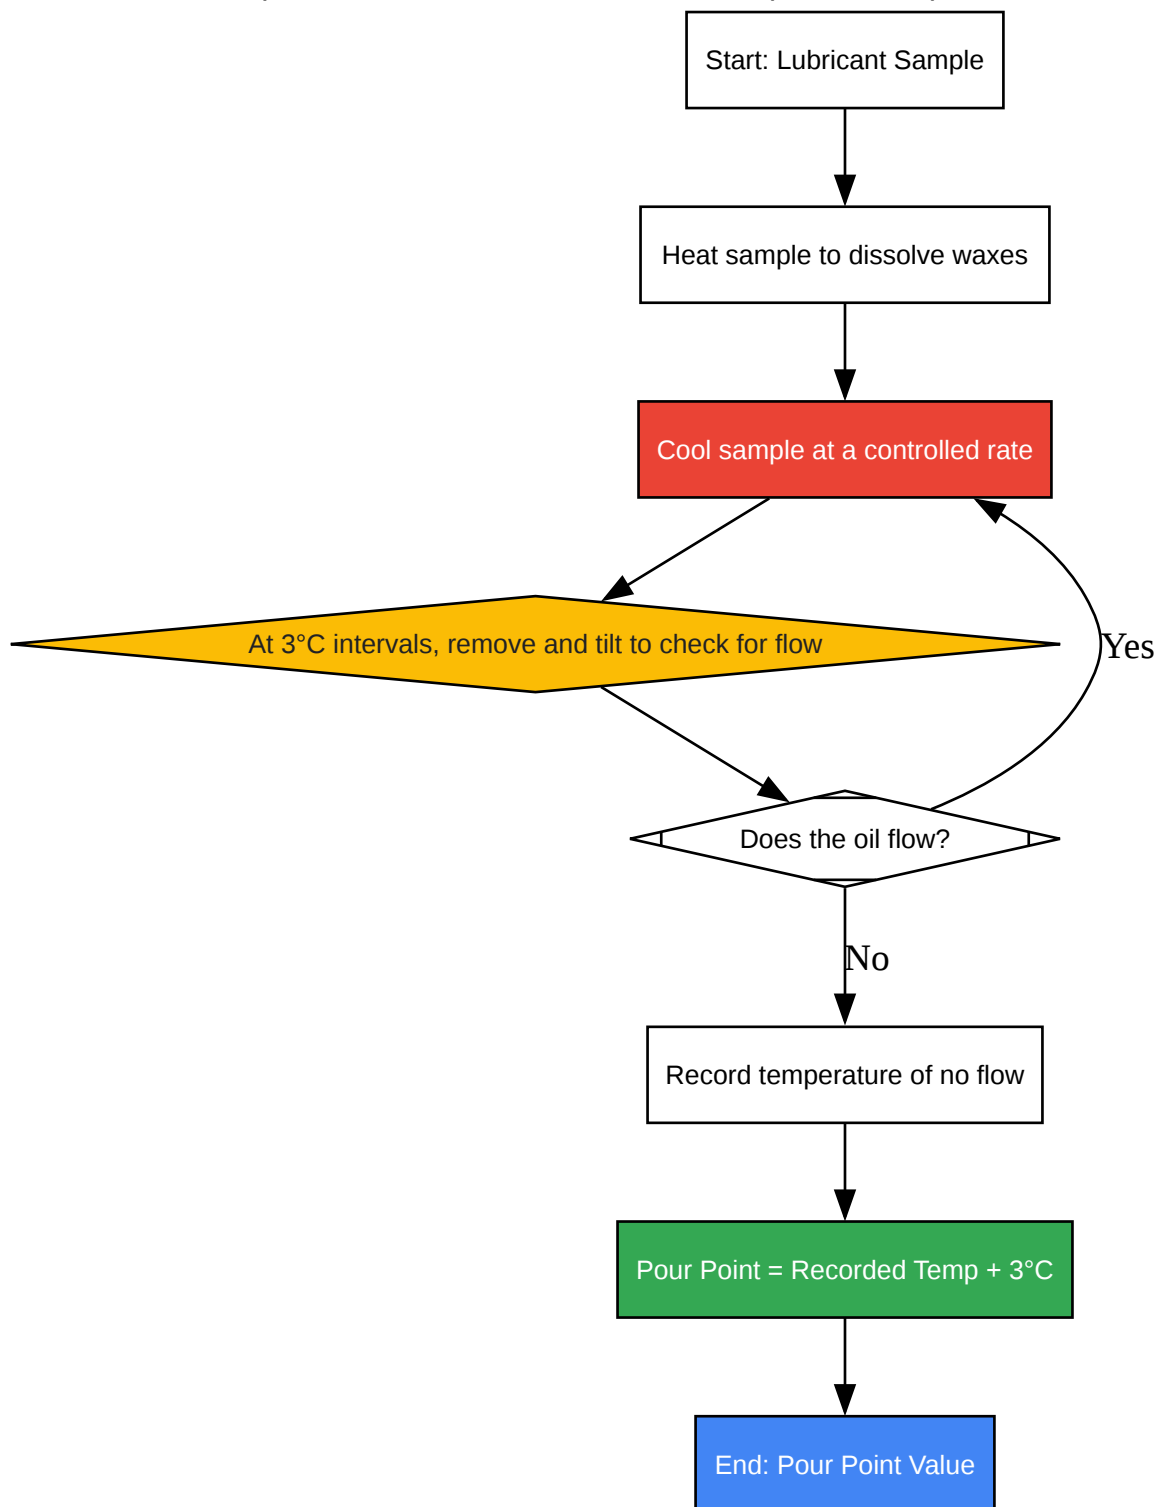 Start: Lubricant Sample
Heat sample to dissolve waxes
Cool sample at a controlled rate
At 3°C intervals, remove and tilt to check for flow
Yes
Does the oil flow?
No
Record temperature of no flow
Pour Point = Recorded Temp + 3°C
End: Pour Point Value